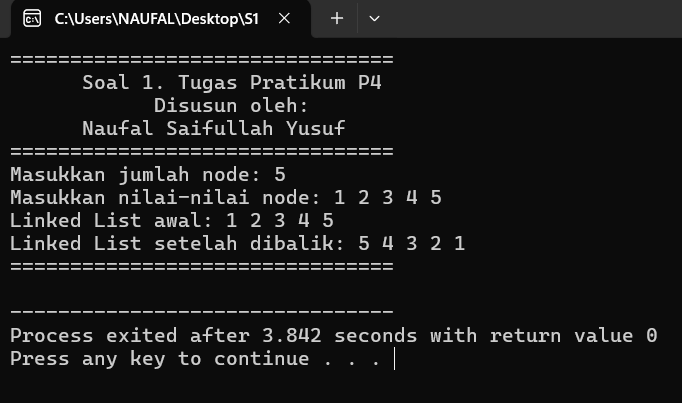 C:\Users\NAUFAL\Desktop\S1
================================
Soal 1. Tugas Pratikum P4
Disusun oleh:
Naufal Saifullah Yusuf
================================
Masukkan jumlah node: 5
Masukkan nilai-nilai node: 1 2 3 4 5
Linked List awal: 1 2 3 4 5
Linked List setelah dibalik: 5 4 3 2 1
================================
--------------------------------
Process exited after 3.842 seconds with return value 0
Press any key to continue . . .